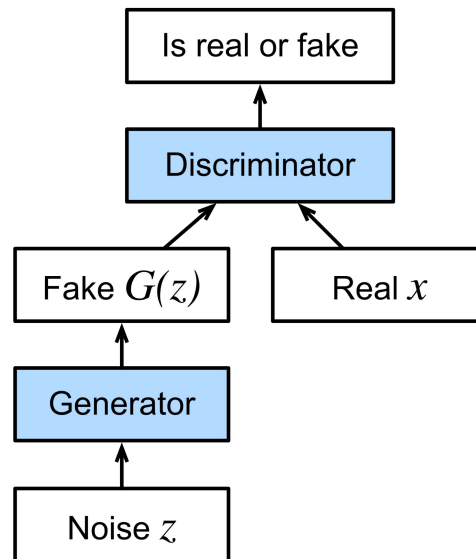 Is real or fake
Discriminator
Fake G(z)
Real x
Generator
Noise z